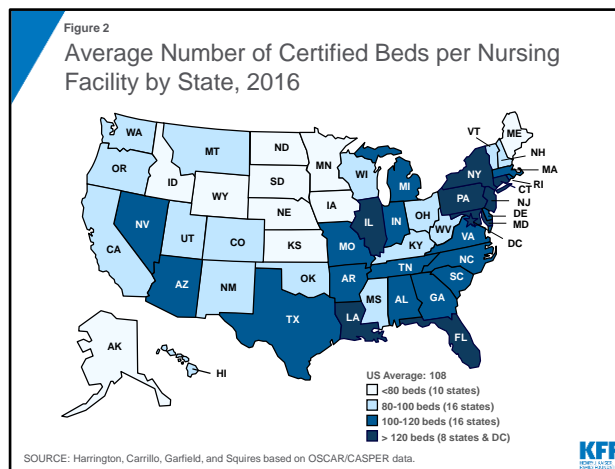 Figure 2
Average Number of Certified Beds per Nursing
Facility by State, 2016
WA
OR
CA
NV
ID
MT
WY
UT
AZ
CO
NM
ND
SD
NE
KS
OK
TX
MN
IA
MO
AR
LA
WI
IL
MI
IN
OH
KY
TN
MS
AL
GA
FL
SC
NC
VA
WV
PA
NY
VT
ME
NH
MA
RI
CT
NJ
DE
MD
DC
AK
HI
US Average: 108
<80 beds (10 states)
80-100 beds (16 states)
100-120 beds (16 states)
> 120 beds (8 states & DC)
SOURCE: Harrington, Carrillo, Garfield, and Squires based on OSCAR/CASPER data.
KFF